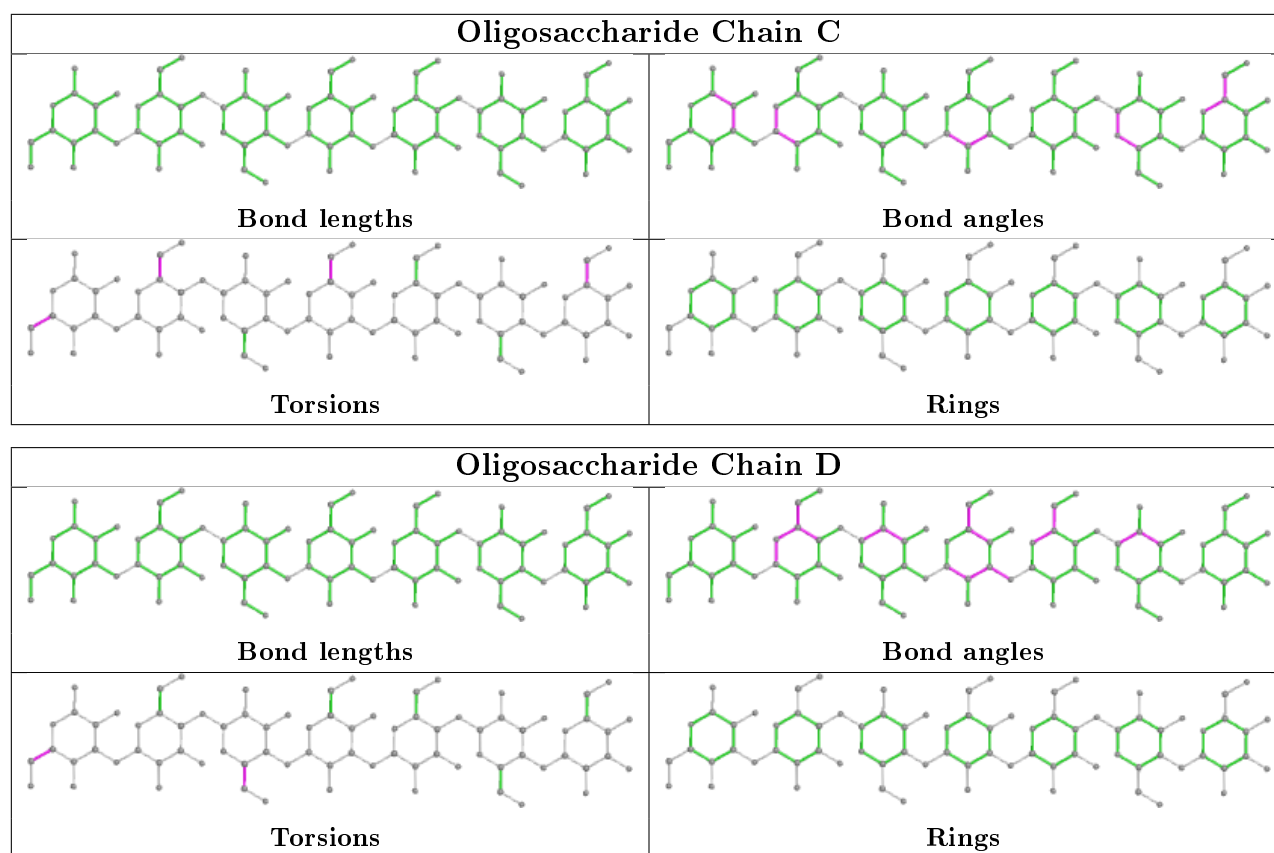 Oligosaccharide Chain C
Bond lengths
Bond angles
Torsions
Rings
Oligosaccharide Chain D
Bond lengths
Bond angles
Torsions
Rings